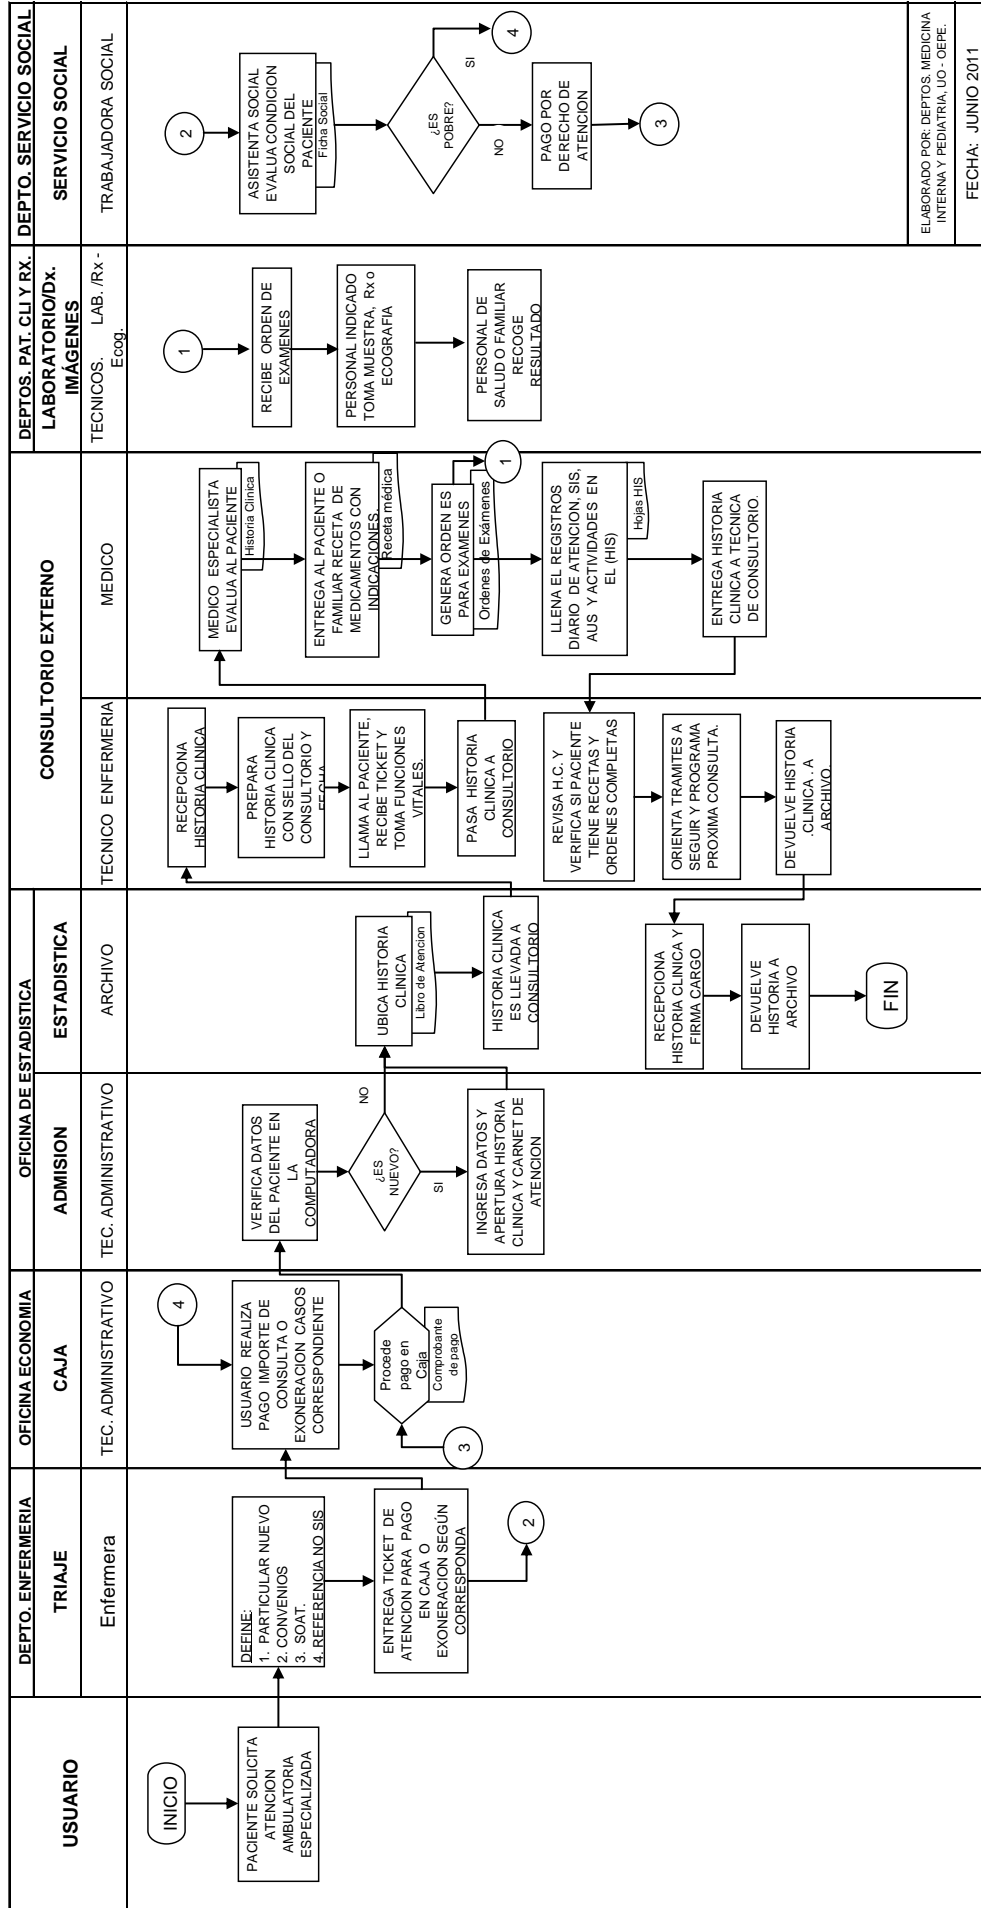 USUARIO
DEPTO. ENFERMERIA
TRIAJE
Enfermera
OFICINA ECONOMIA
CAJA
TEC. ADMINISTRATIVO
OFICINA DE ESTADISTICA
ADMISION
TEC. ADMINISTRATIVO
ESTADISTICA
ARCHIVO
CONSULTORIO EXTERNO
TECNICO ENFERMERIA
MEDICO
DEPTOS. PAT. CLI Y RX.
LABORATORIO/Dx.
IMÁGENES
TECNICOS. LAB. /Rx -
Ecog.
DEPTO. SERVICIO SOCIAL
SERVICIO SOCIAL
TRABAJADORA SOCIAL
INICIO
PACIENTE SOLICITA
ATENCION
AMBULATORIA
ESPECIALIZADA
DEFINE:
1. PARTICULAR NUEVO
2. CONVENIOS
3. SOAT.
4. REFERENCIA NO SIS
ENTREGA TICKET DE
ATENCION PARA PAGO
EN CAJA O
EXONERACION SEGÚN
CORRESPONDA
2
4
USUARIO REALIZA
PAGO IMPORTE DE
CONSULTA O
EXONERACION CASOS
CORRESPONDIENTE
Procede
pago en
Caja
Comprobante
de pago
3
VERIFICA DATOS
DEL PACIENTE EN
LA
COMPUTADORA
¿ES
NUEVO?
NO
SI
INGRESA DATOS Y
APERTURA HISTORIA
CLINICA Y CARNET DE
ATENCION
UBICA HISTORIA
CLINICA
Libro de Atencion
HISTORIA CLINICA
ES LLEVADA A
CONSULTORIO
RECEPCIONA
HISTORIA CLINICA Y
FIRMA CARGO
DEVUELVE
HISTORIA A
ARCHIVO
FIN
RECEPCIONA
HISTORIA CLINICA
PREPARA
HISTORIA CLINICA
CON SELLO DEL
CONSULTORIO Y
FECHA
LLAMA AL PACIENTE,
RECIBE TICKET Y
TOMA FUNCIONES
VITALES.
PASA HISTORIA
CLINICA A
CONSULTORIO
REVISA H.C. Y
VERIFICA SI PACIENTE
TIENE RECETAS Y
ORDENES COMPLETAS
ORIENTA TRAMITES A
SEGUIR Y PROGRAMA
PROXIMA CONSULTA.
DEVUELVE HISTORIA
.CLINICA . A
ARCHIVO.
MEDICO ESPECIALISTA
EVALUA AL PACIENTE
Historia Clinica
ENTREGA AL PACIENTE O
FAMILIAR RECETA DE
MEDICAMENTOS CON
INDICACIONES.
Receta médica
GENERA ORDEN ES
PARA EXAMENES
Ordenes de Exámenes
1
LLENA EL REGISTROS
DIARIO DE ATENCION, SIS,
AUS Y ACTIVIDADES EN
EL (HIS)
Hojas HIS
ENTREGA HISTORIA
CLINICA A TECNICA
DE CONSULTORIO.
1
RECIBE ORDEN DE
EXAMENES
PERSONAL INDICADO
TOMA MUESTRA, Rx o
ECOGRAFIA
PERSONAL DE
SALUD O FAMILIAR
RECOGE
RESULTADO
2
ASISTENTA SOCIAL
EVALUA CONDICION
SOCIAL DEL
PACIENTE
Ficha Social
¿ES
POBRE?
SI
4
NO
PAGO POR
DERECHO DE
ATENCION
3
ELABORADO POR: DEPTOS. MEDICINA
INTERNA Y PEDIATRIA, UO - OEPE.
FECHA: JUNIO 2011